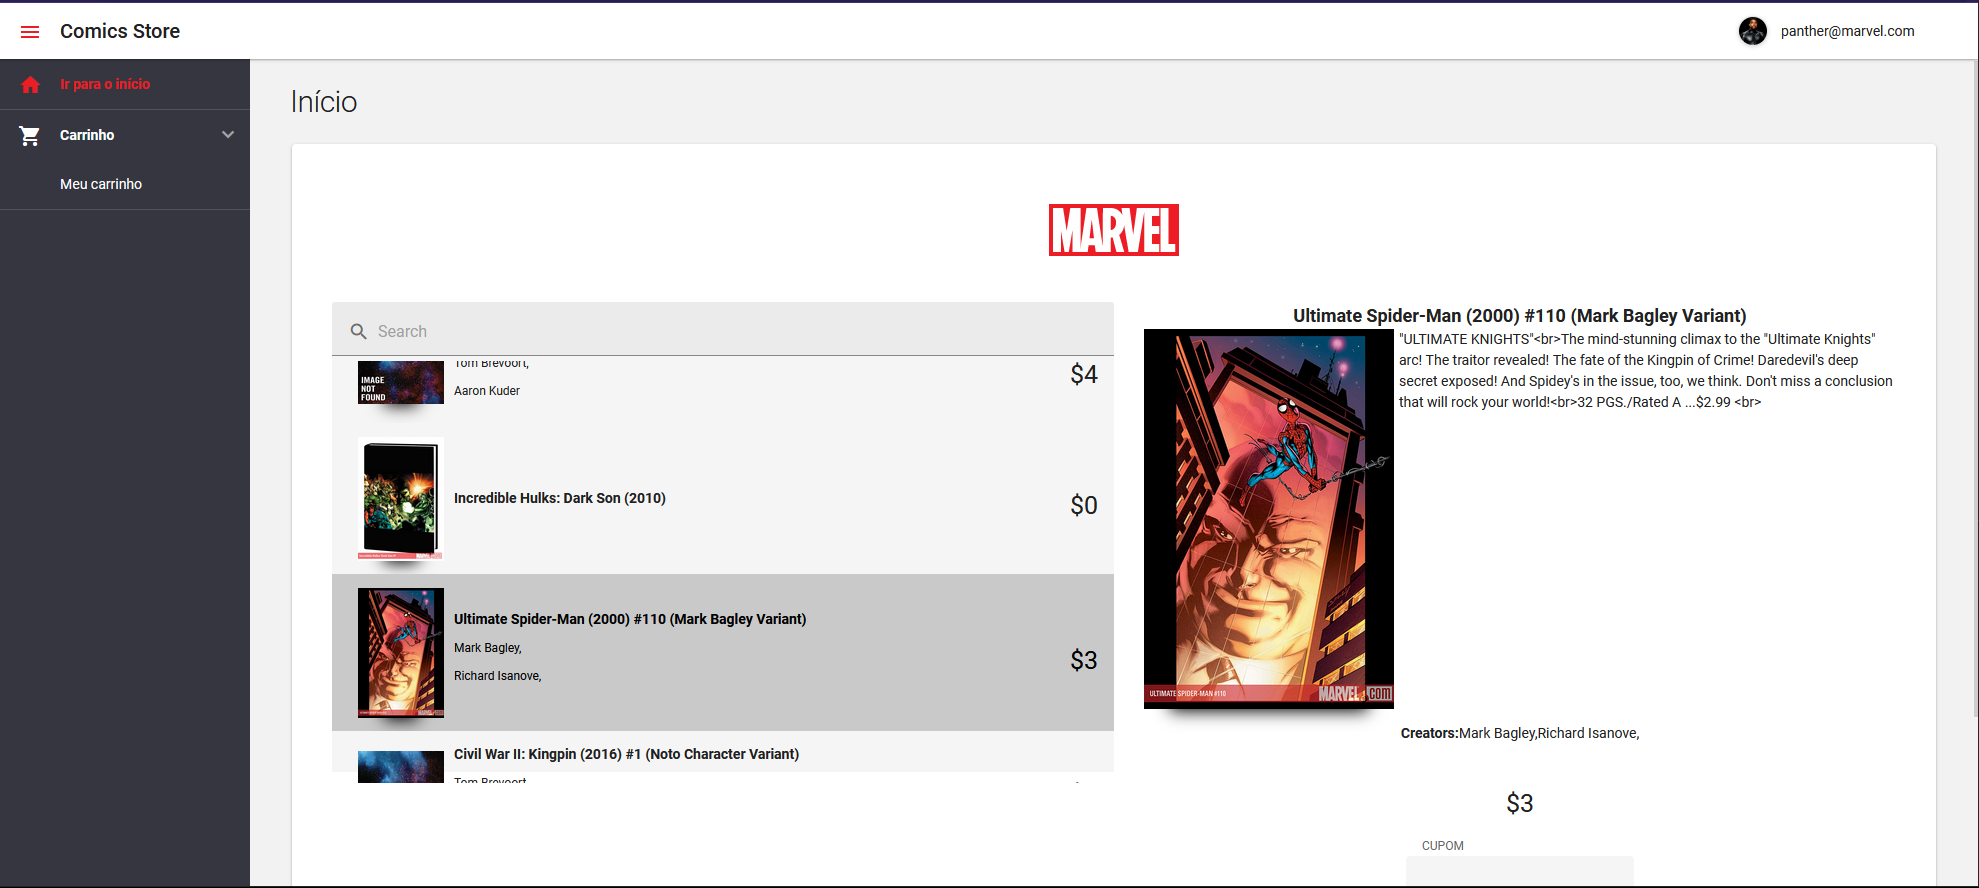 Comics Store
panther@marvel.com
Ir para o início
Carrinho
Meu carrinho
Início
MARVEL
Search
Tom Brevoort,
Aaron Kuder
$4
IMAGE
NOT
FOUND
Incredible Hulks: Dark Son (2010)
$0
Ultimate Spider-Man (2000) #110 (Mark Bagley Variant)
Mark Bagley,
Richard Isanove,
$3
Civil War II: Kingpin (2016) #1 (Noto Character Variant)
Tom Brevoort
Ultimate Spider-Man (2000) #110 (Mark Bagley Variant)
"ULTIMATE KNIGHTS"<br>The mind-stunning climax to the "Ultimate Knights"
arc! The traitor revealed! The fate of the Kingpin of Crime! Daredevil's deep
secret exposed! And Spidey's in the issue, too, we think. Don't miss a conclusion
that will rock your world!<br>32 PGS./Rated A ...$2.99 <br>
ULTIMATE SPIDER-MAN #110
MARVEL.com
Creators:Mark Bagley,Richard Isanove,
$3
CUPOM